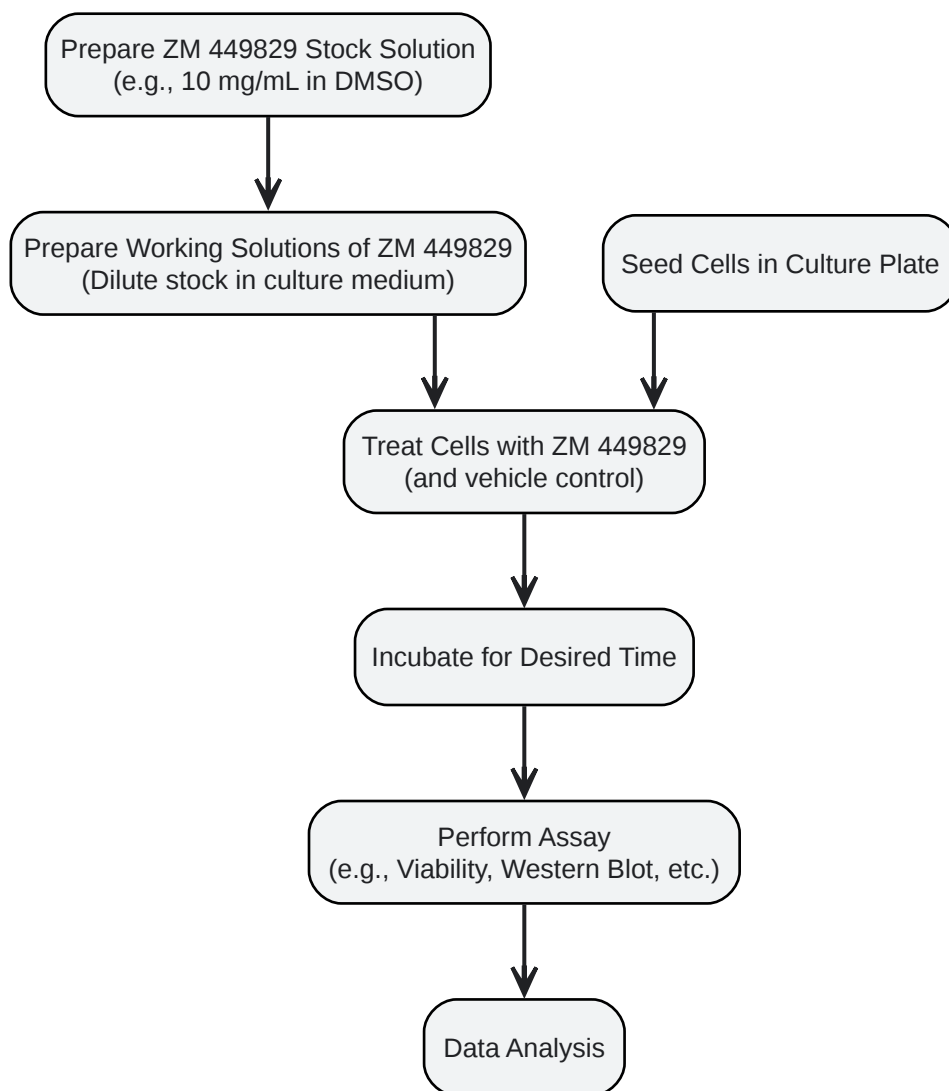 Prepare ZM 449829 Stock Solution
(e.g., 10 mg/mL in DMSO)
Prepare Working Solutions of ZM 449829
(Dilute stock in culture medium)
Seed Cells in Culture Plate
Treat Cells with ZM 449829
(and vehicle control)
Incubate for Desired Time
Perform Assay
(e.g., Viability, Western Blot, etc.)
Data Analysis